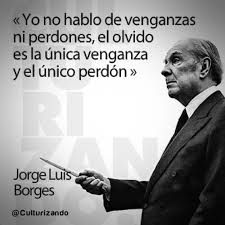 « Yo no hablo de venganzas
ni perdones, el olvido
es la única venganza
y el único perdón »
Jorge Luis
Borges
@Culturizando